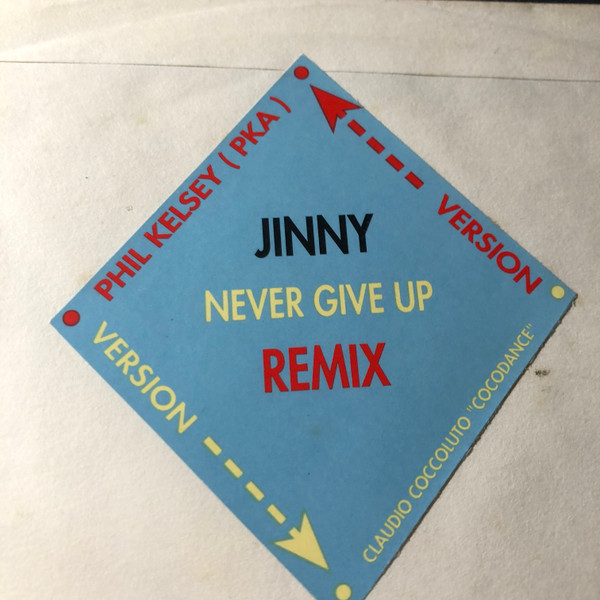 PHIL KELSEY ( PKA )
VERSION
JINNY
NEVER GIVE UP
REMIX
VERSION
CLAUDIO COCCOLUTO "COCODANCE"